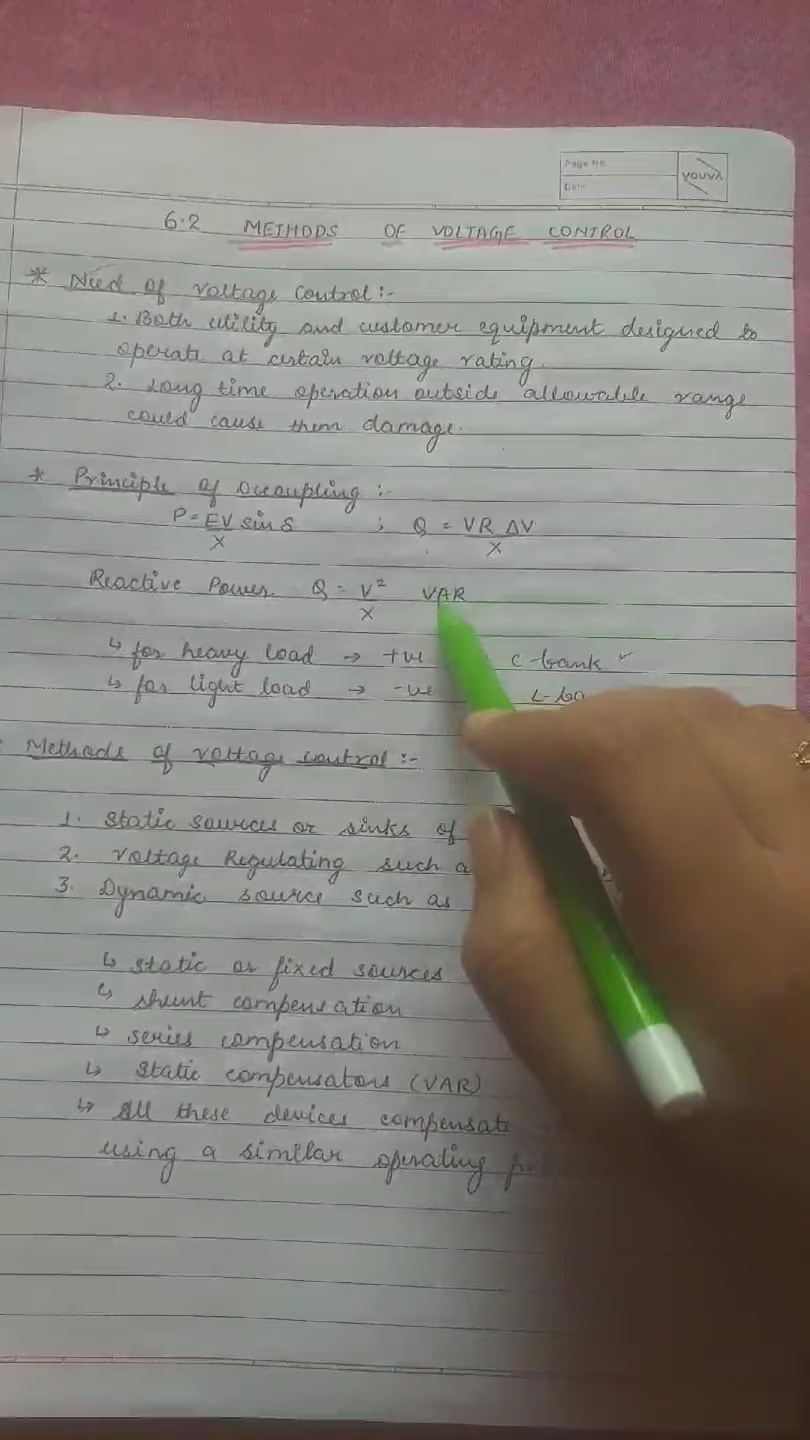 Page No.
Date
YOUVA
6.2 METHODS OF VOLTAGE CONTROL
* Need of voltage control :-
1. Both utility and customer equipment designed to
operate at certain voltage rating.
2. Long time operation outside allowable range
could cause them damage.
* Principle of Decoupling :-
P = EV/X sin δ ; Q = VR ΔV/X
Reactive Power Q = V²/X VAR
↳ for heavy load → +ve C-bank ✓
↳ for light load → -ve
Methods of voltage control :-
1. Static sources or sinks of
2. Voltage Regulating such
3. Dynamic source such as
↳ static or fixed sources
↳ shunt compensation
↳ series compensation
↳ Static compensators (VAR)
↳ All these devices
using a similar operating